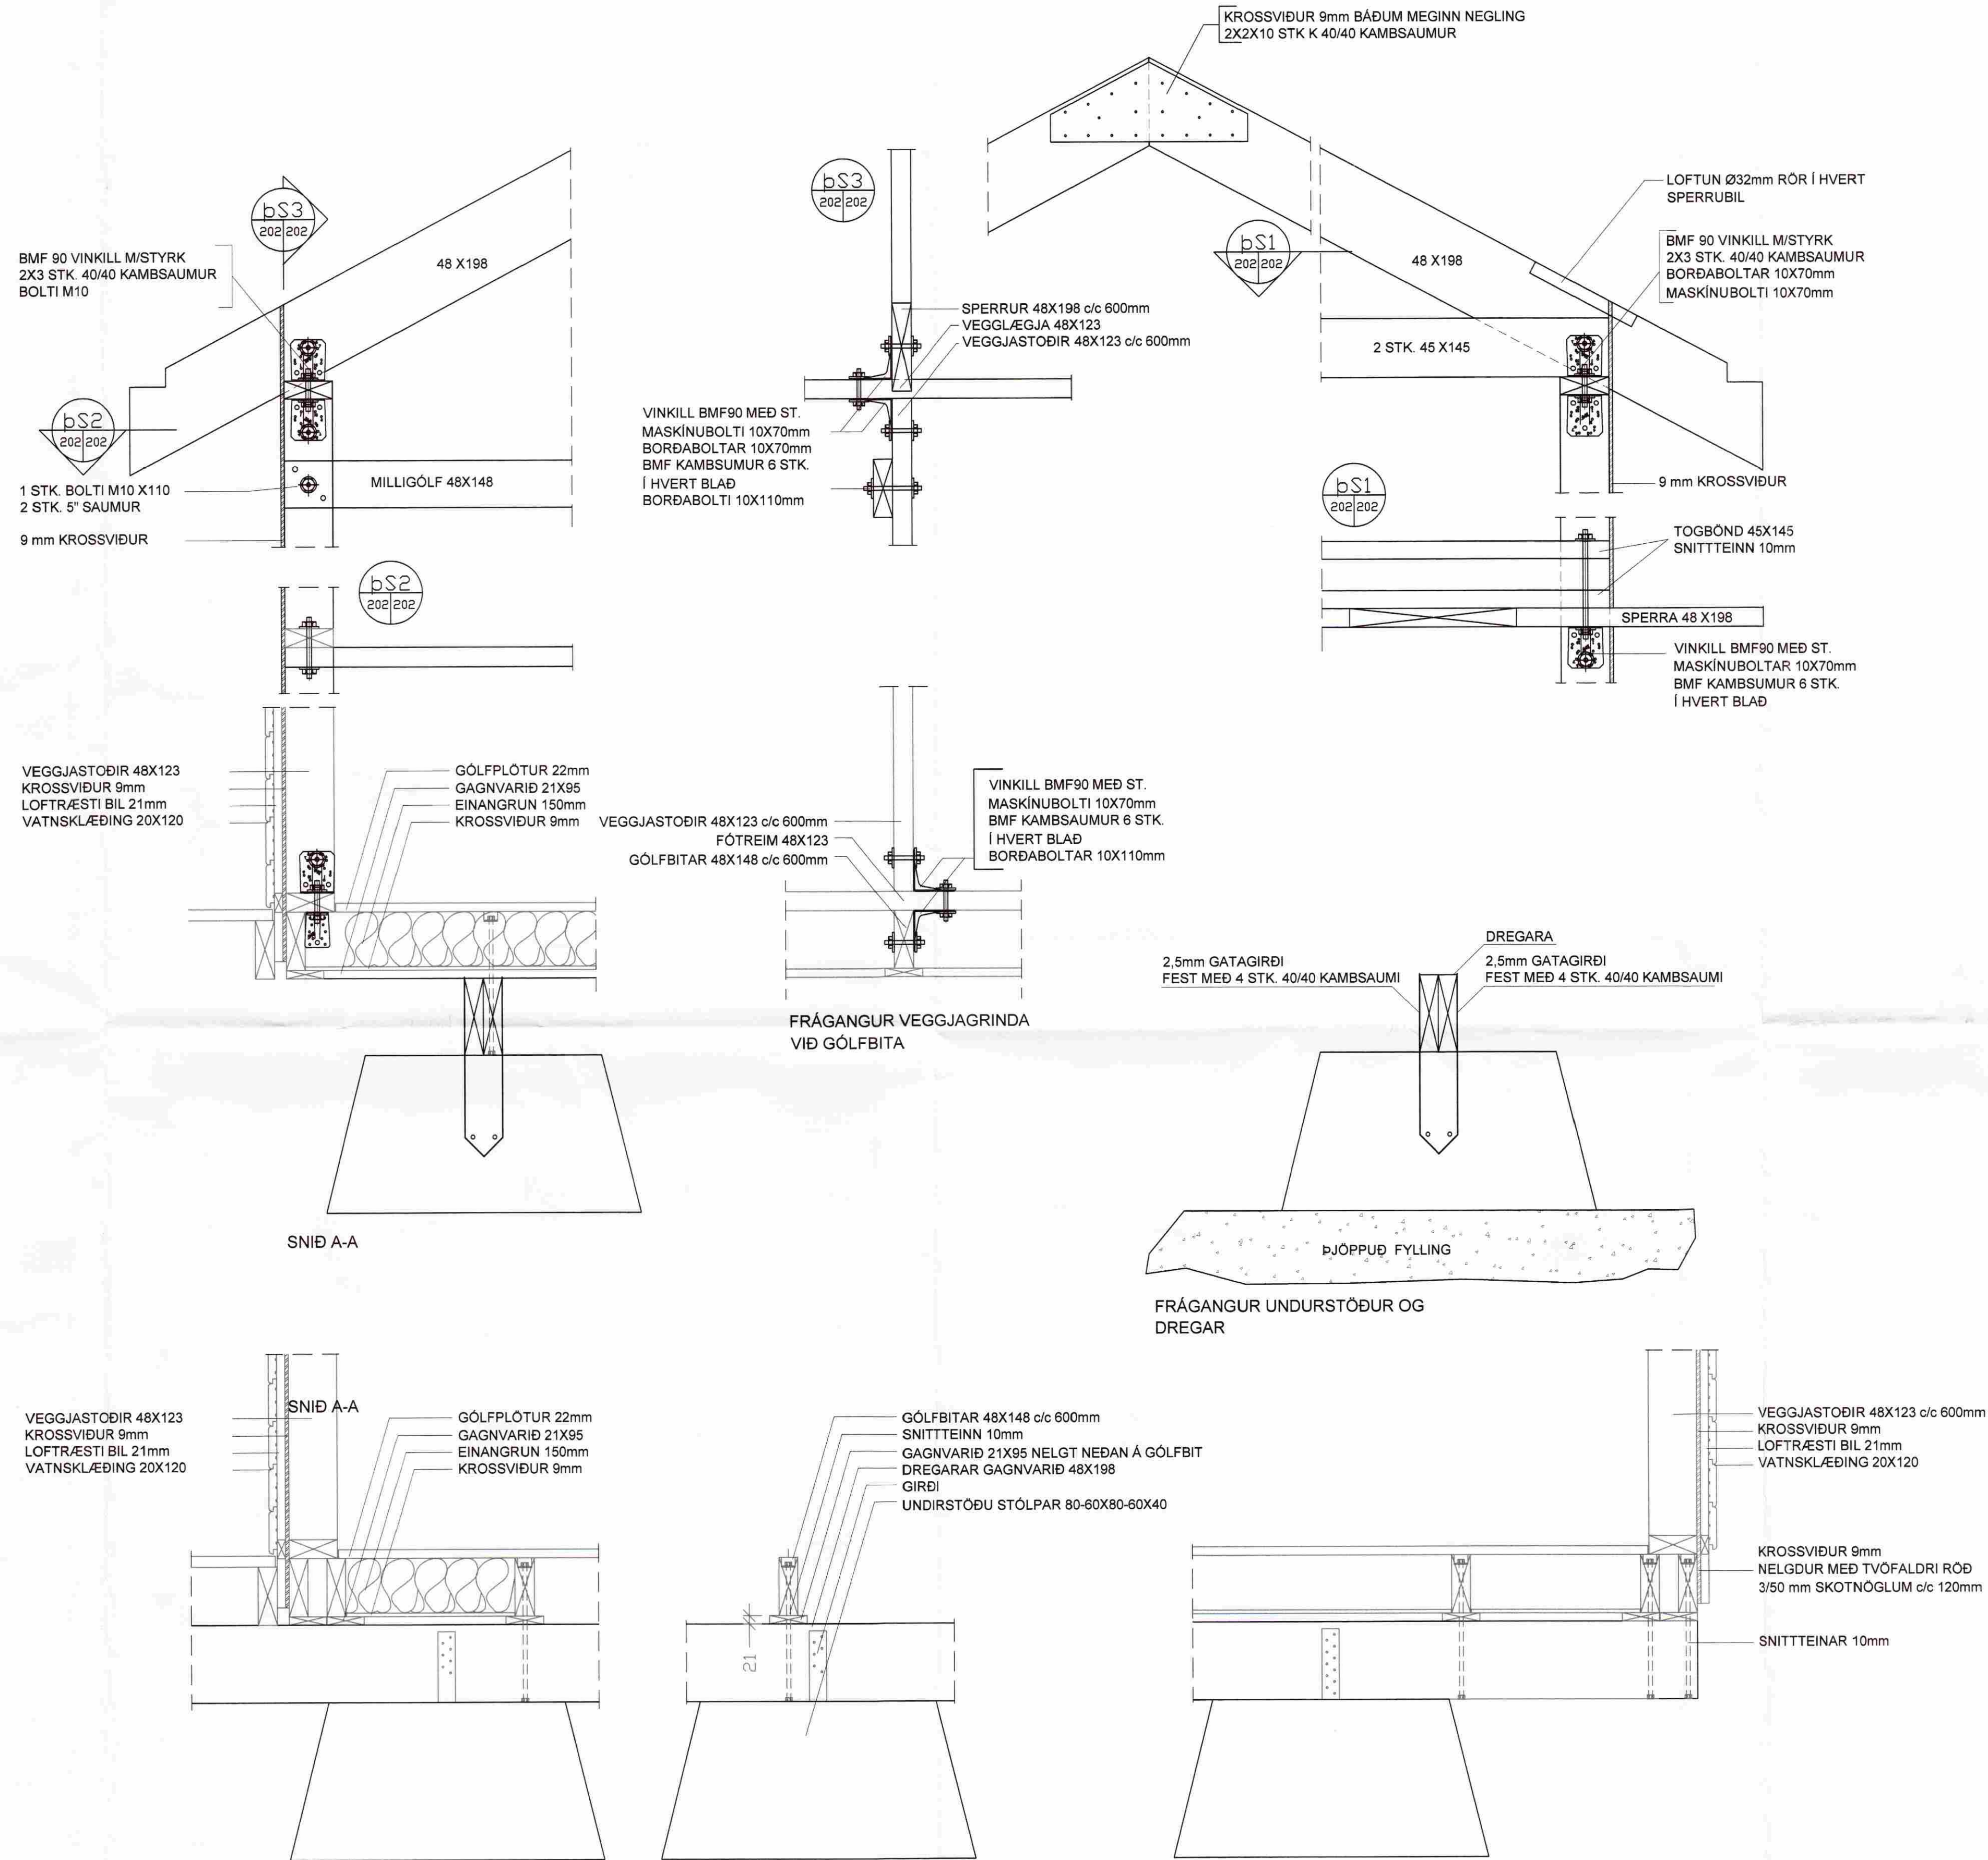 KROSSVIÐUR 9mm BÁÐUM MEGINN NEGLING
2X2X10 STK K 40/40 KAMBSAUMUR
þS3
202 202
BMF 90 VINKILL M/STYRK
2X3 STK. 40/40 KAMBSAUMUR
BOLTI M10
48 X198
þS2
202 202
1 STK. BOLTI M10 X110
2 STK. 5" SAUMUR
MILLIGÓLF 48X148
9 mm KROSSVIÐUR
þS3
202 202
SPERRUR 48X198 c/c 600mm
VEGGLÆGJA 48X123
VEGGJASTOÐIR 48X123 c/c 600mm
VINKILL BMF90 MEÐ ST.
MASKÍNUBOLTI 10X70mm
BORÐABOLTAR 10X70mm
BMF KAMBSUMUR 6 STK.
Í HVERT BLAÐ
BORÐABOLTI 10X110mm
LOFTUN Ø32mm RÖR Í HVERT
SPERRUBIL
þS1
202 202
48 X198
BMF 90 VINKILL M/STYRK
2X3 STK. 40/40 KAMBSAUMUR
BORÐABOLTAR 10X70mm
MASKÍNUBOLTI 10X70mm
2 STK. 45 X145
9 mm KROSSVIÐUR
þS1
202 202
TOGBÖND 45X145
SNITTTEINN 10mm
SPERRA 48 X198
VINKILL BMF90 MEÐ ST.
MASKÍNUBOLTAR 10X70mm
BMF KAMBSUMUR 6 STK.
Í HVERT BLAÐ
þS2
202 202
VEGGJASTOÐIR 48X123
KROSSVIÐUR 9mm
LOFTRÆSTI BIL 21mm
VATNSKLÆÐING 20X120
GÓLFPLÖTUR 22mm
GAGNVARIÐ 21X95
EINANGRUN 150mm
KROSSVIÐUR 9mm
VEGGJASTOÐIR 48X123 c/c 600mm
FÓTREIM 48X123
GÓLFBITAR 48X148 c/c 600mm
VINKILL BMF90 MEÐ ST.
MASKÍNUBOLTI 10X70mm
BMF KAMBSAUMUR 6 STK.
Í HVERT BLAÐ
BORÐABOLTAR 10X110mm
FRÁGANGUR VEGGJAGRINDA
VIÐ GÓLFBITA
SNIÐ A-A
DREGARA
2,5mm GATAGIRÐI
FEST MEÐ 4 STK. 40/40 KAMBSAUMI
2,5mm GATAGIRÐI
FEST MEÐ 4 STK. 40/40 KAMBSAUMI
ÞJÖPPUÐ FYLLING
FRÁGANGUR UNDURSTÖÐUR OG
DREGAR
SNIÐ A-A
VEGGJASTOÐIR 48X123
KROSSVIÐUR 9mm
LOFTRÆSTI BIL 21mm
VATNSKLÆÐING 20X120
GÓLFPLÖTUR 22mm
GAGNVARIÐ 21X95
EINANGRUN 150mm
KROSSVIÐUR 9mm
GÓLFBITAR 48X148 c/c 600mm
SNITTTEINN 10mm
GAGNVARIÐ 21X95 NELGT NEÐAN Á GÓLFBIT
DREGARAR GAGNVARIÐ 48X198
GIRÐI
UNDIRSTÖÐU STÓLPAR 80-60X80-60X40
21
VEGGJASTOÐIR 48X123 c/c 600mm
KROSSVIÐUR 9mm
LOFTRÆSTI BIL 21mm
VATNSKLÆÐING 20X120
KROSSVIÐUR 9mm
NELGDUR MEÐ TVÖFALDRI RÖÐ
3/50 mm SKOTNÖGLUM c/c 120mm
SNITTTEINAR 10mm